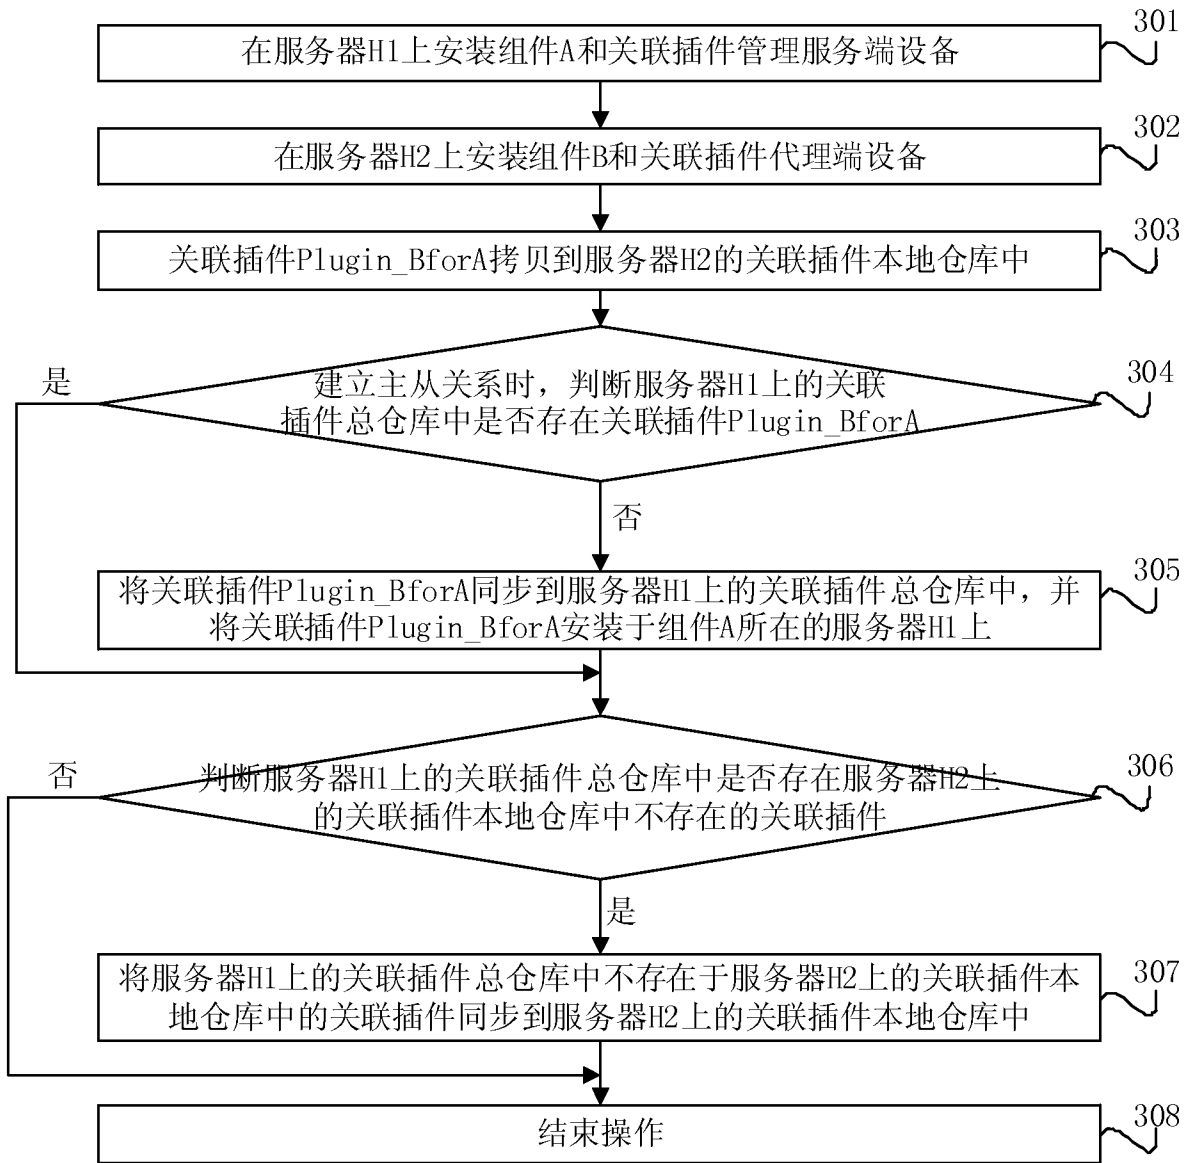 301
在服务器H1上安装组件A和关联插件管理服务端设备
302
在服务器H2上安装组件B和关联插件代理端设备
303
关联插件Plugin_BforA拷贝到服务器H2的关联插件本地仓库中
304
是
建立主从关系时，判断服务器H1上的关联
插件总仓库中是否存在关联插件Plugin_BforA
否
305
将关联插件Plugin_BforA同步到服务器H1上的关联插件总仓库中，并
将关联插件Plugin_BforA安装于组件A所在的服务器H1上
306
否
判断服务器H1上的关联插件总仓库中是否存在服务器H2上
的关联插件本地仓库中不存在的关联插件
是
307
将服务器H1上的关联插件总仓库中不存在于服务器H2上的关联插件本
地仓库中的关联插件同步到服务器H2上的关联插件本地仓库中
308
结束操作